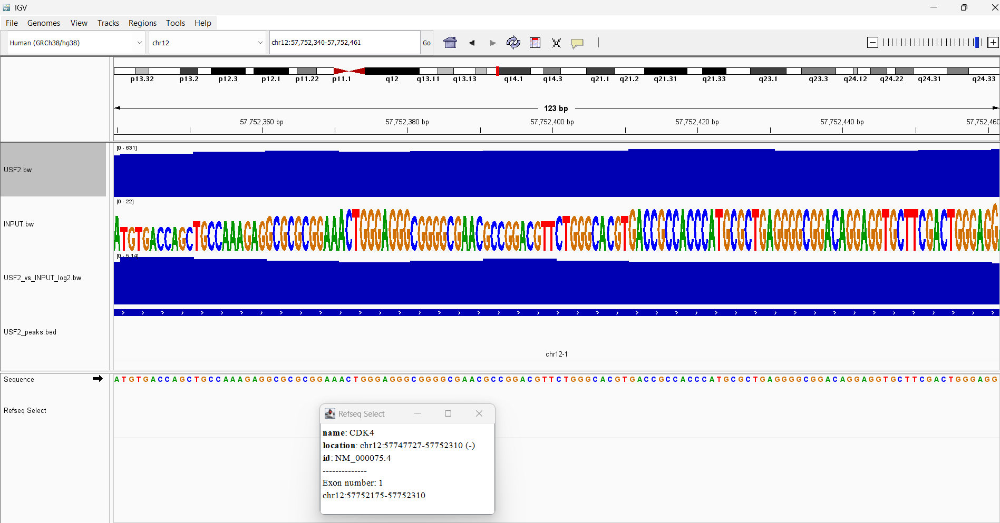 IGV
File Genomes View Tracks Regions Tools Help
Human (GRCh38/hg38) chr12 chr12:57,752,340-57,752,461 Go
p13.32 p13.2 p12.3 p12.1 p11.22 p11.1 q12 q13.11 q13.13 q14.1 q14.3 q21.1 q21.2 q21.31 q21.33 q23.1 q23.3 q24.12 q24.22 q24.31 q24.33
123 bp
57,752,360 bp 57,752,380 bp 57,752,400 bp 57,752,420 bp 57,752,440 bp 57,752,460
[0 - 631]
USF2.bw
[0 - 22]
INPUT.bw
ATGTGACCAGCTGCCAAAGAGGCGCGCGGAAACTGGGAGGGCGGGGCGAACGCCGGACGTTCTGGGCACGTGACCGCCACCCATGCGCTGAGGGGCGGACAGGAGGTGCTTCGACTGGGAGG
[0 - 5.14]
USF2_vs_INPUT_log2.bw
USF2_peaks.bed
chr12-1
Sequence ATGTGACCAGCTGCCAAAGAGGCGCGCGGAAACTGGGAGGGCGGGGCGAACGCCGGACGTTCTGGGCACGTGACCGCCACCCATGCGCTGAGGGGCGGACAGGAGGTGCTTCGACTGGGAGG
Refseq Select
Refseq Select
name: CDK4
location: chr12:57747727-57752310 (-)
id: NM_000075.4
--------------
Exon number: 1
chr12:57752175-57752310